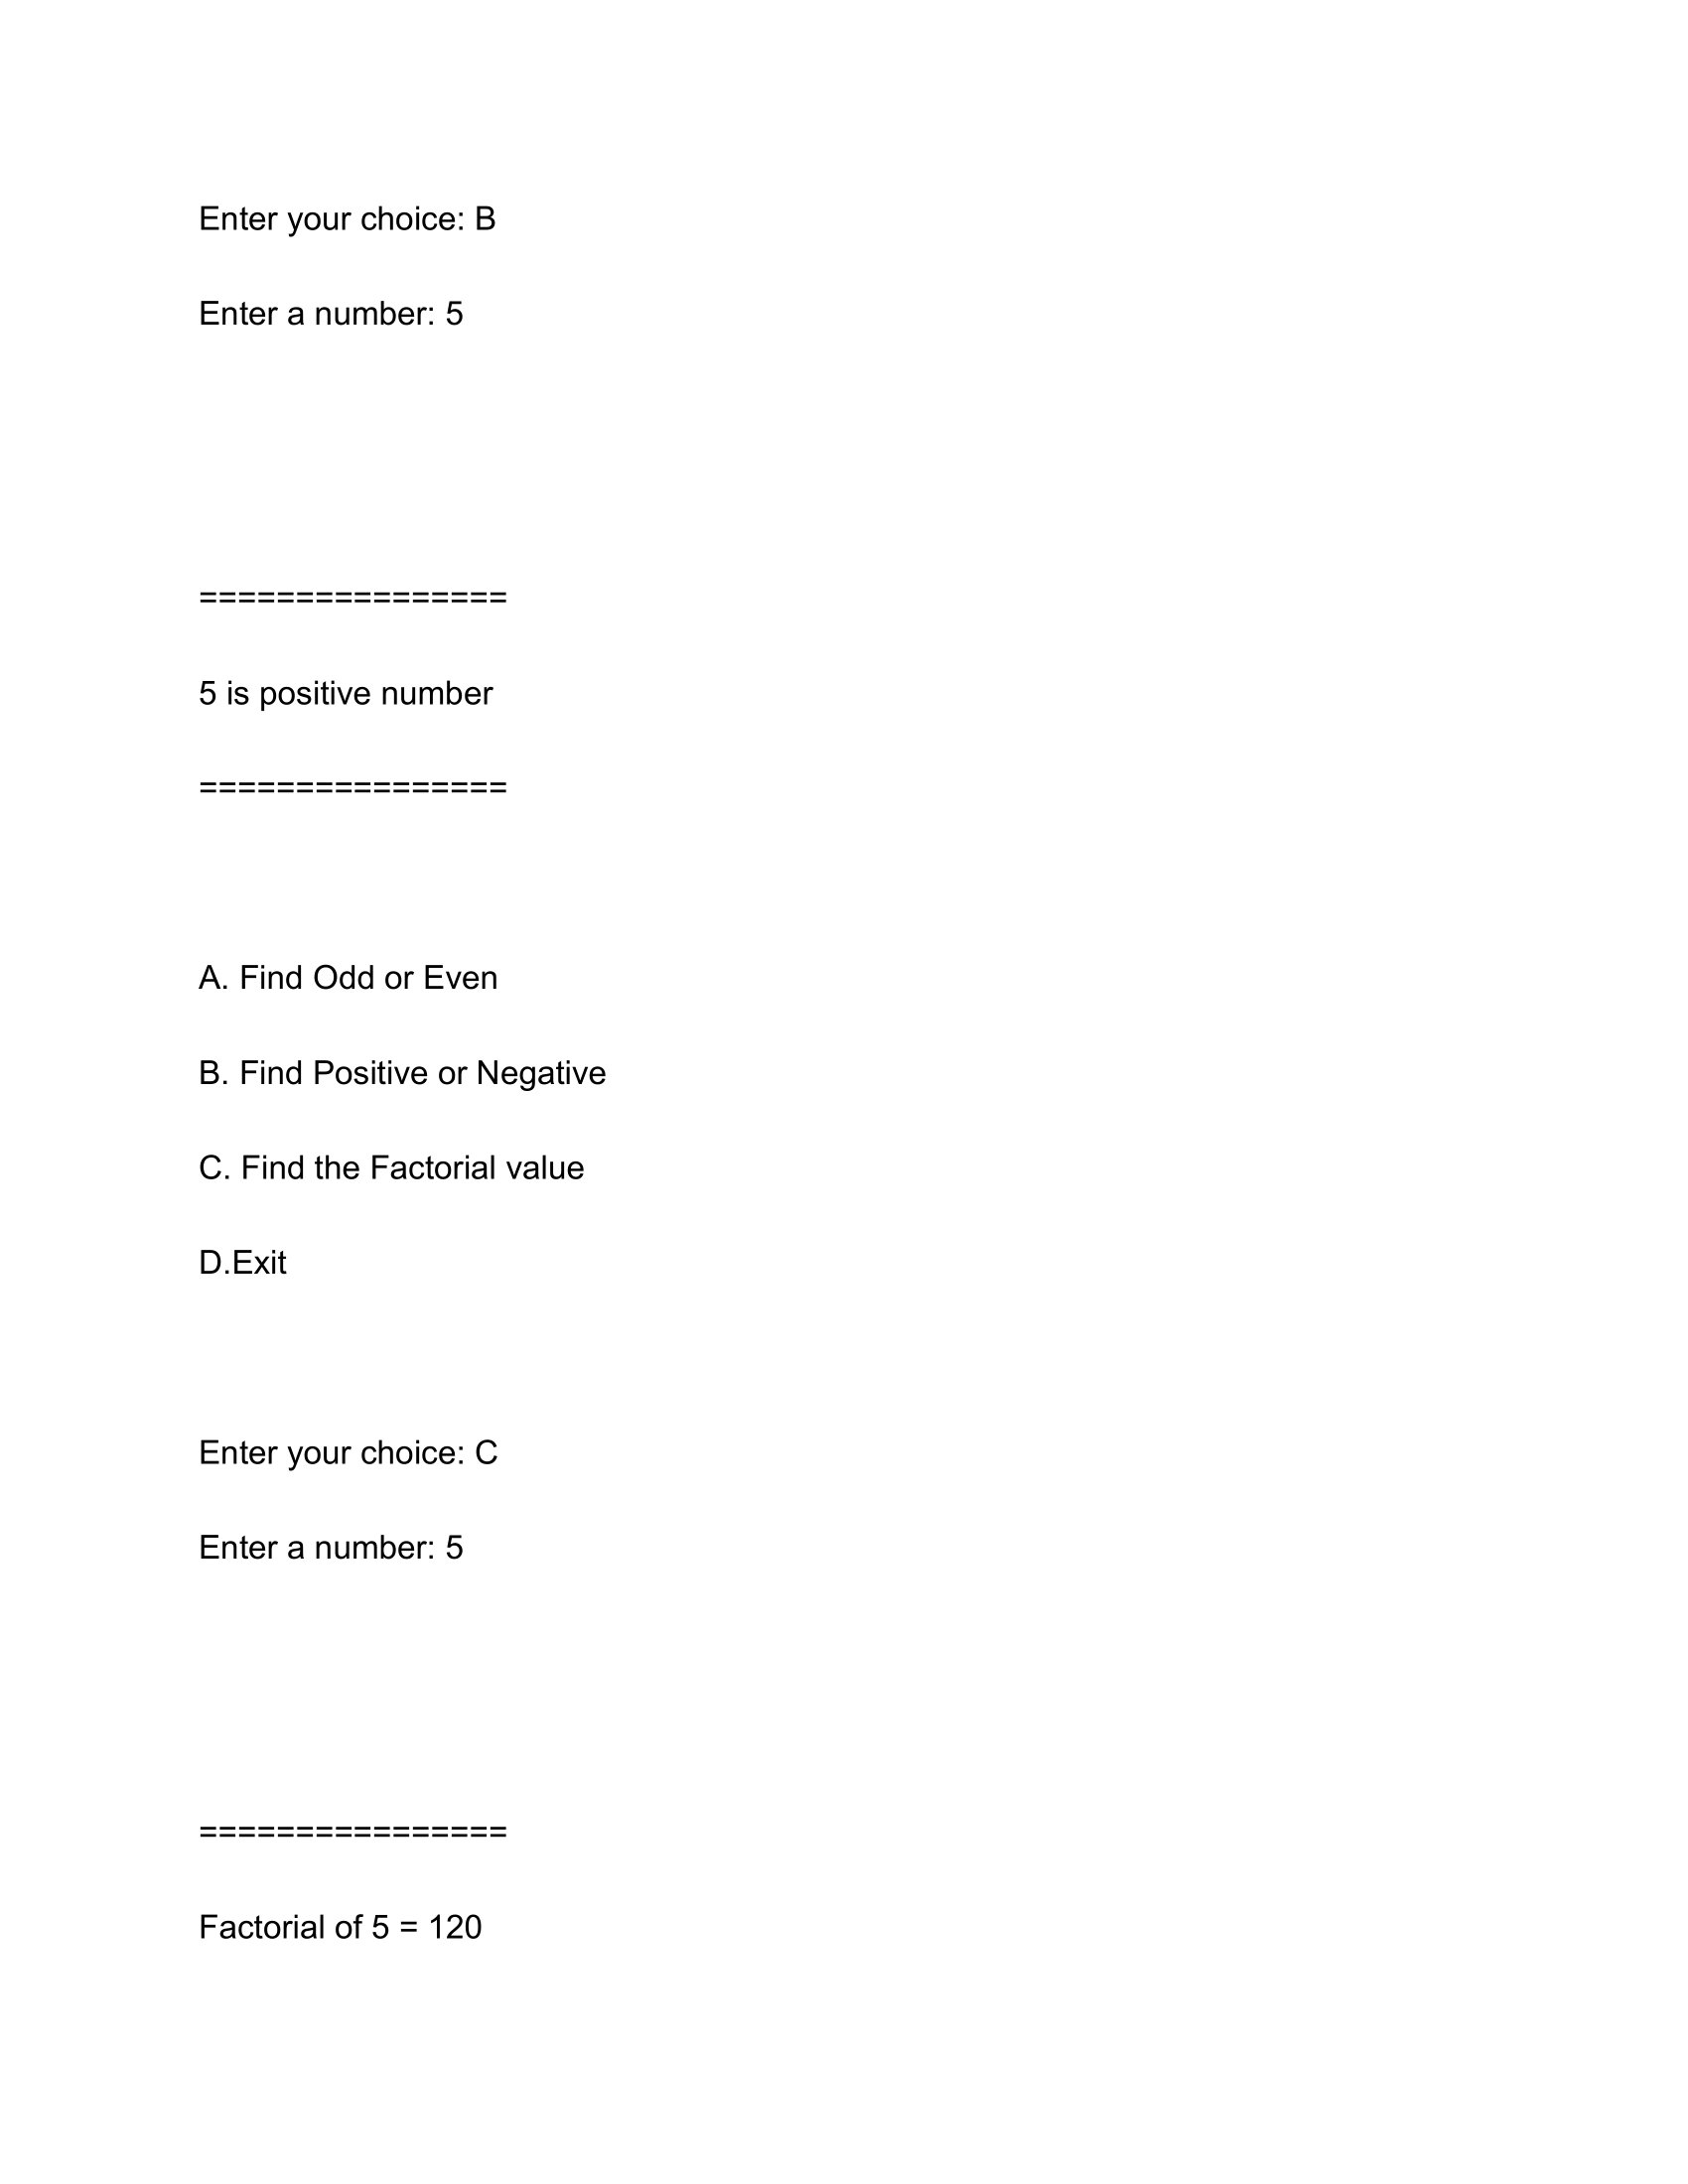 Enter your choice: B
Enter a number: 5
================
5 is positive number
================
A. Find Odd or Even
B. Find Positive or Negative
C. Find the Factorial value
D.Exit
Enter your choice: C
Enter a number: 5
================
Factorial of 5 = 120